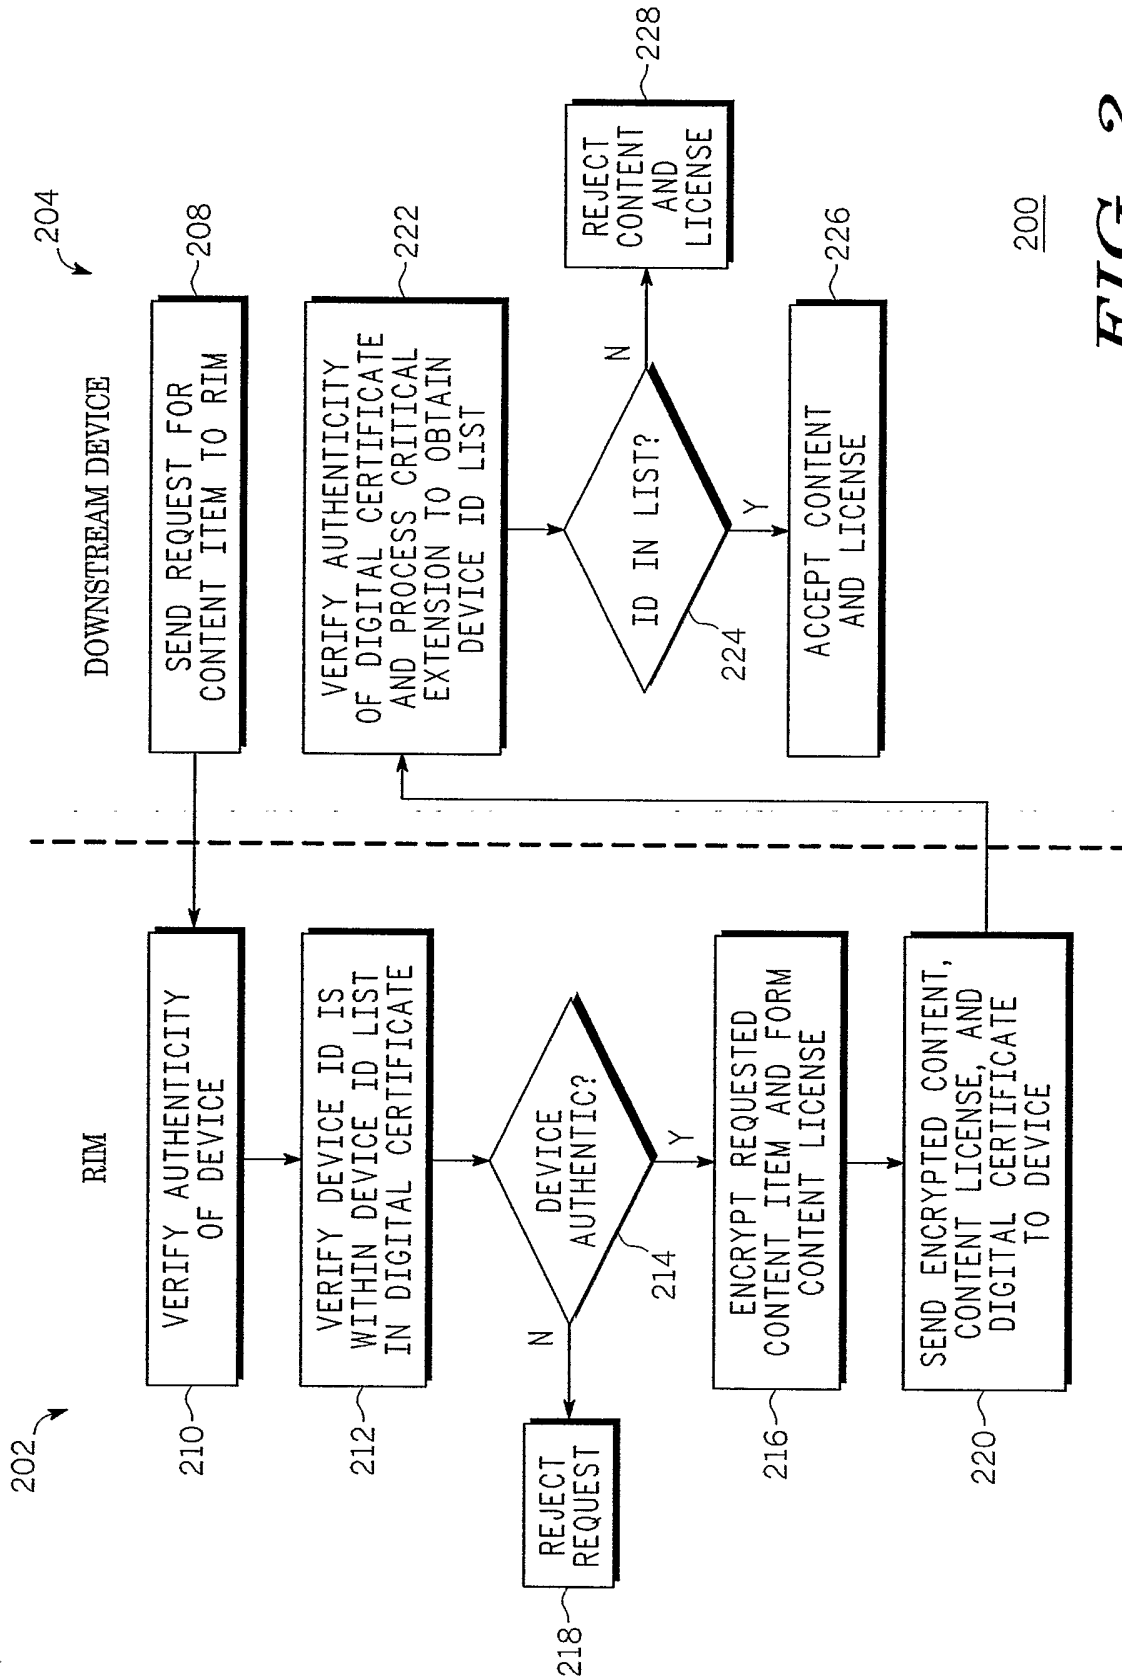 202
RIM
DOWNSTREAM DEVICE
204
210
VERIFY AUTHENTICITY
OF DEVICE
SEND REQUEST FOR
CONTENT ITEM TO RIM
208
212
VERIFY DEVICE ID IS
WITHIN DEVICE ID LIST
IN DIGITAL CERTIFICATE
VERIFY AUTHENTICITY
OF DIGITAL CERTIFICATE
AND PROCESS CRITICAL
EXTENSION TO OBTAIN
DEVICE ID LIST
222
218
REJECT
REQUEST
N
DEVICE
AUTHENTIC?
214
Y
ID IN LIST?
224
N
Y
REJECT
CONTENT
AND
LICENSE
228
216
ENCRYPT REQUESTED
CONTENT ITEM AND FORM
CONTENT LICENSE
ACCEPT CONTENT
AND LICENSE
226
220
SEND ENCRYPTED CONTENT,
CONTENT LICENSE, AND
DIGITAL CERTIFICATE
TO DEVICE
200
FIG. 2